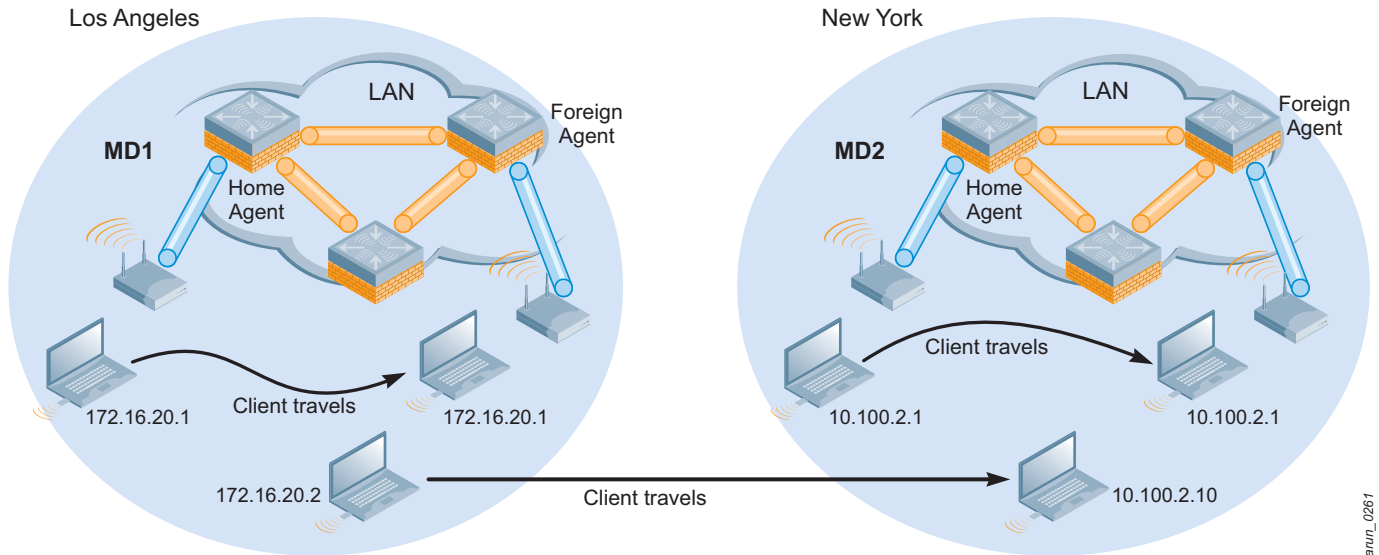 Los Angeles
LAN
Foreign
Agent
MD1
Home
Agent
Client travels
172.16.20.1
172.16.20.1
172.16.20.2
Client travels
New York
LAN
Foreign
Agent
MD2
Home
Agent
Client travels
10.100.2.1
10.100.2.1
10.100.2.10
arun_0261